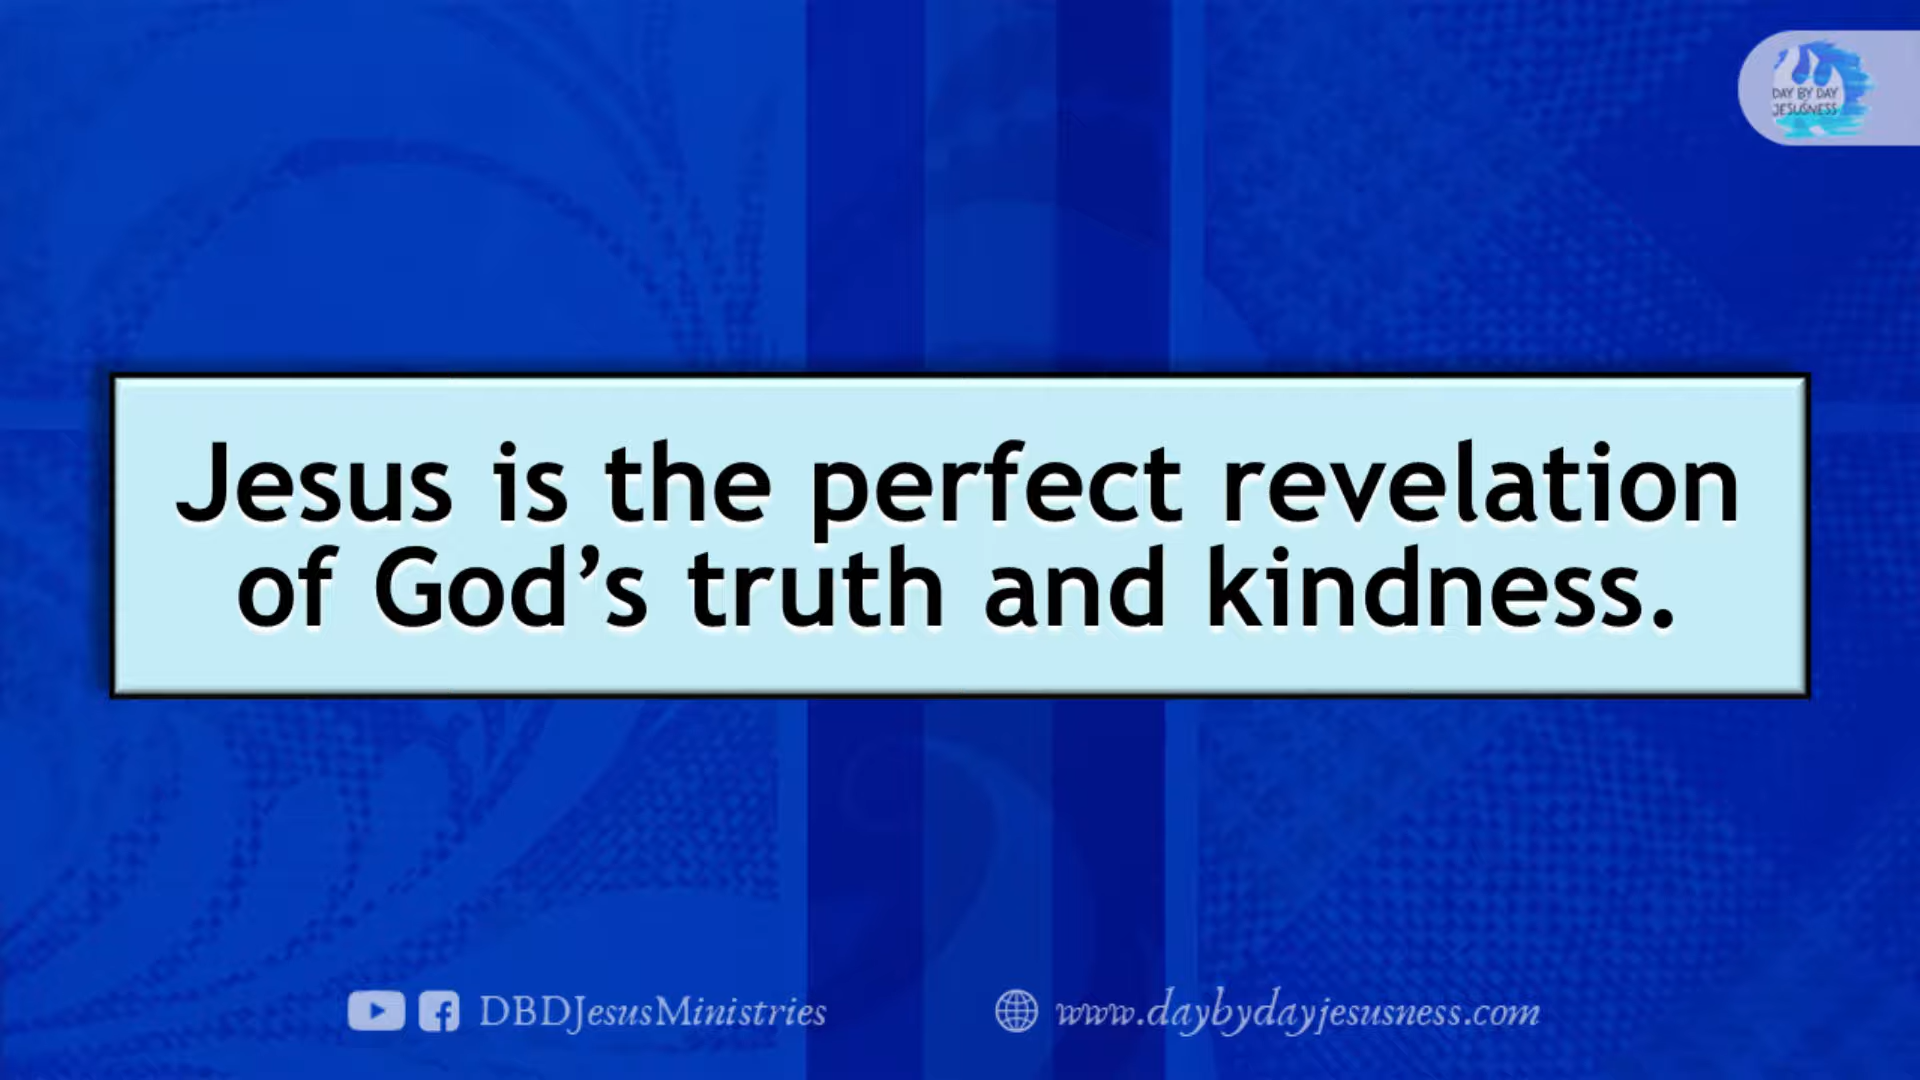 DAY BY DAY
JESUSNESS
Jesus is the perfect revelation
of God’s truth and kindness.
DBDJesusMinistries
www.daybydayjesusness.com